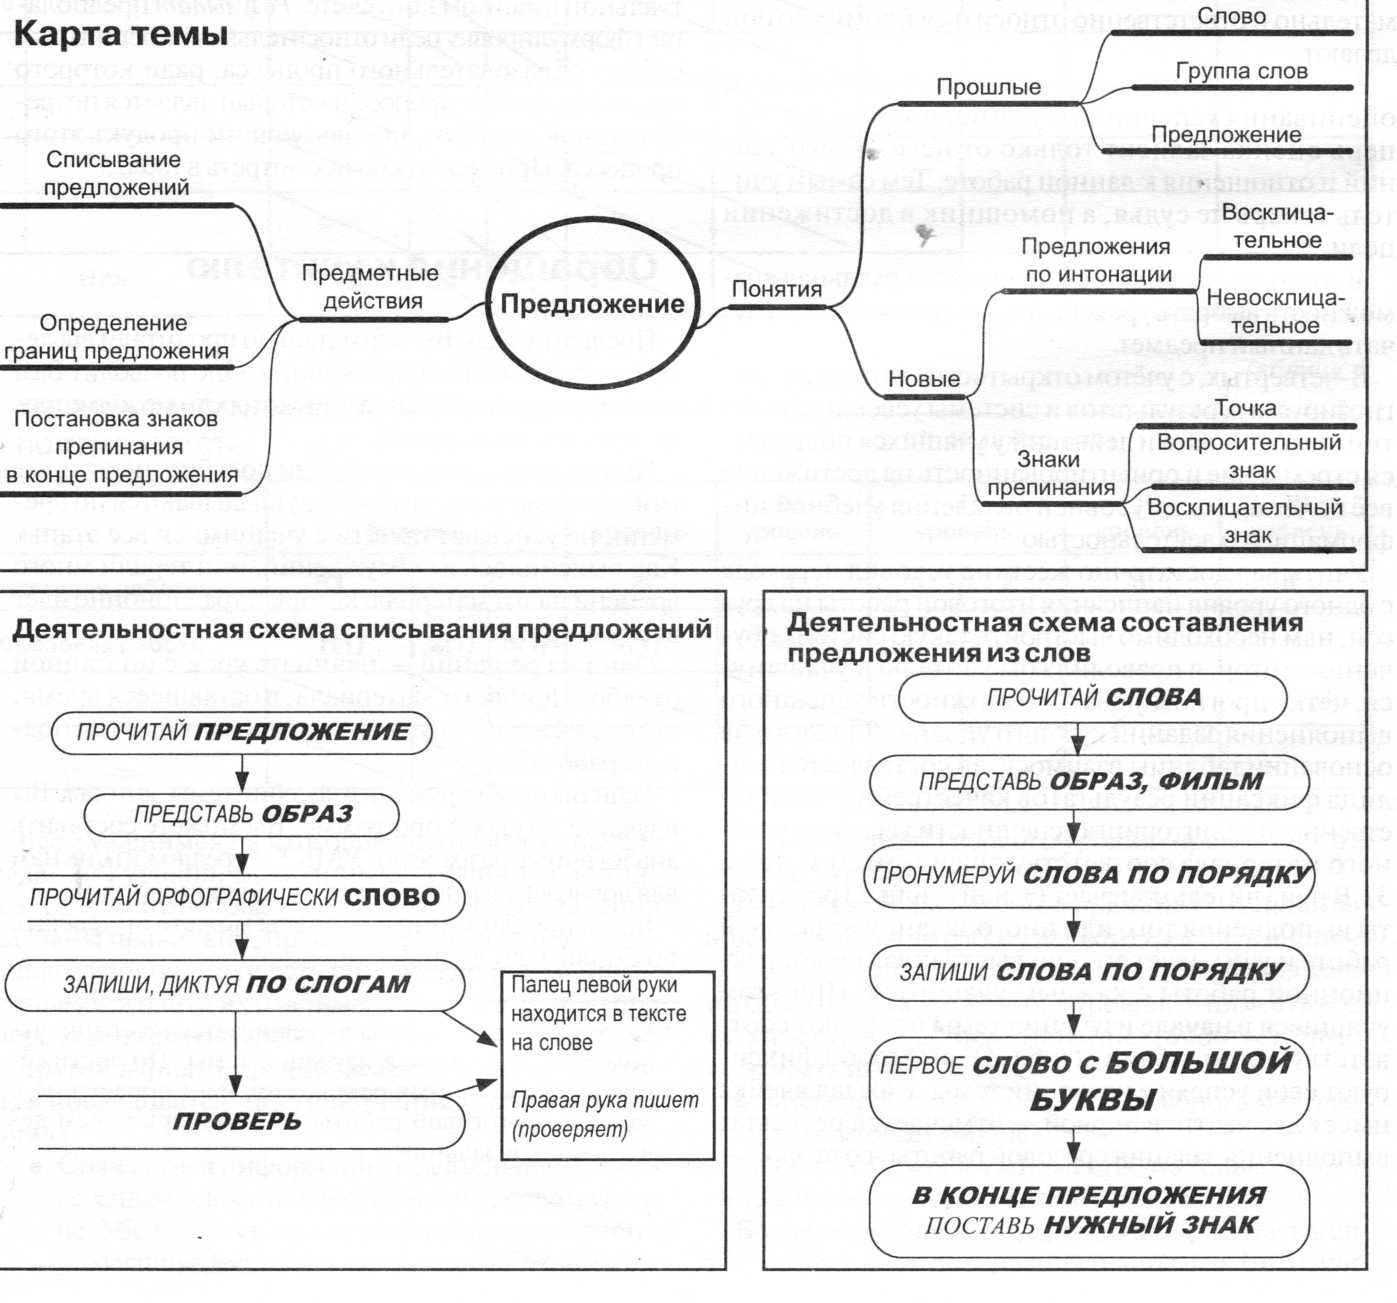 Карта темы
Списывание
предложений
Определение
границ предложения
Постановка знаков
препинания
в конце предложения
Предметные
действия
Предложение
Понятия
Прошлые
Слово
Группа слов
Предложение
Новые
Предложения
по интонации
Восклица-
тельное
Невосклица-
тельное
Знаки
препинания
Точка
Вопросительный
знак
Восклицательный
знак
Деятельностная схема списывания предложений
ПРОЧИТАЙ ПРЕДЛОЖЕНИЕ
ПРЕДСТАВЬ ОБРАЗ
ПРОЧИТАЙ ОРФОГРАФИЧЕСКИ СЛОВО
ЗАПИШИ, ДИКТУЯ ПО СЛОГАМ
ПРОВЕРЬ
Палец левой руки
находится в тексте
на слове
Правая рука пишет
(проверяет)
Деятельностная схема составления
предложения из слов
ПРОЧИТАЙ СЛОВА
ПРЕДСТАВЬ ОБРАЗ, ФИЛЬМ
ПРОНУМЕРУЙ СЛОВА ПО ПОРЯДКУ
ЗАПИШИ СЛОВА ПО ПОРЯДКУ
ПЕРВОЕ СЛОВО С БОЛЬШОЙ
БУКВЫ
В КОНЦЕ ПРЕДЛОЖЕНИЯ
ПОСТАВЬ НУЖНЫЙ ЗНАК